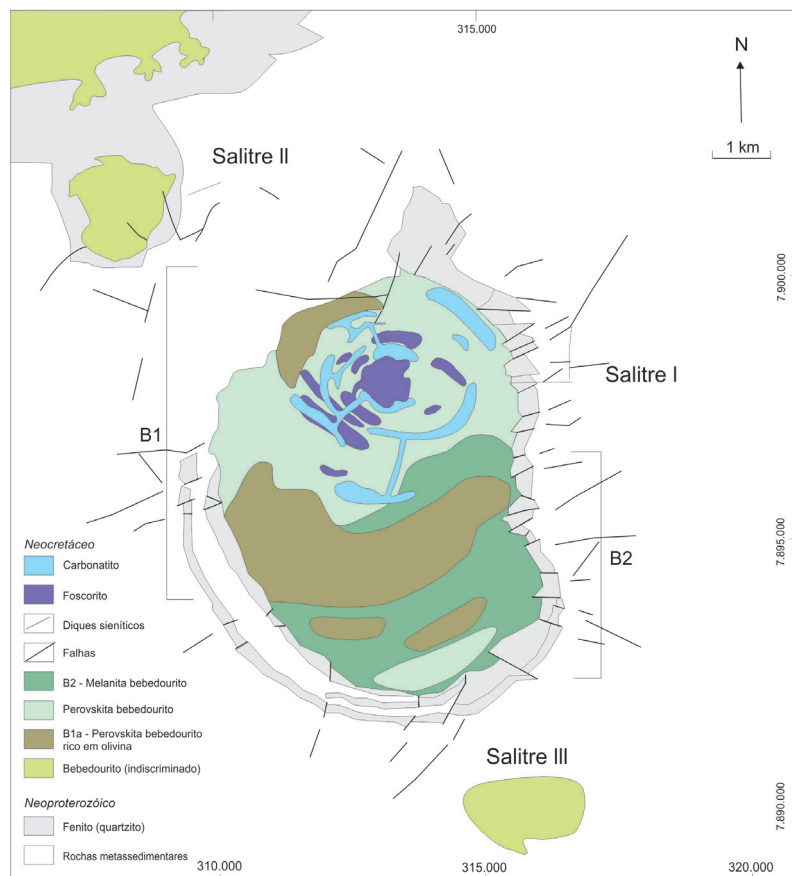 315.000
N
1 km
Salitre II
7.900.000
Salitre I
B1
7.895.000
B2
Neocretáceo
Carbonatito
Foscorito
Diques sieníticos
Falhas
B2 - Melanita bebedourito
Perovskita bebedourito
B1a - Perovskita bebedourito
rico em olivina
Bebedourito (indiscriminado)
Salitre III
7.890.000
Neoproterozóico
Fenito (quartzito)
Rochas metassedimentares
310.000
315.000
320.000